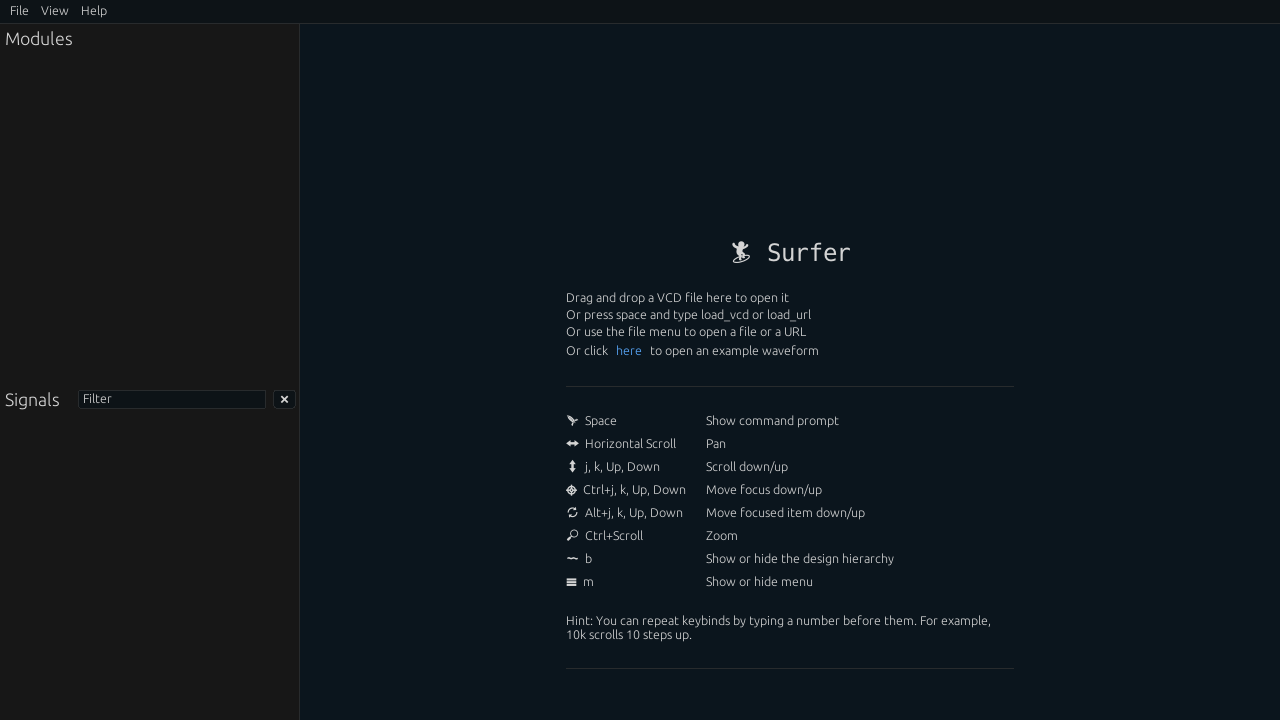 File View Help
Modules
Surfer
Drag and drop a VCD file here to open it
Or press space and type load_vcd or load_url
Or use the file menu to open a file or a URL
Or click here to open an example waveform
Signals Filter
Space Show command prompt
Horizontal Scroll Pan
j, k, Up, Down Scroll down/up
Ctrl+j, k, Up, Down Move focus down/up
Alt+j, k, Up, Down Move focused item down/up
Ctrl+Scroll Zoom
b Show or hide the design hierarchy
m Show or hide menu
Hint: You can repeat keybinds by typing a number before them. For example,
10k scrolls 10 steps up.